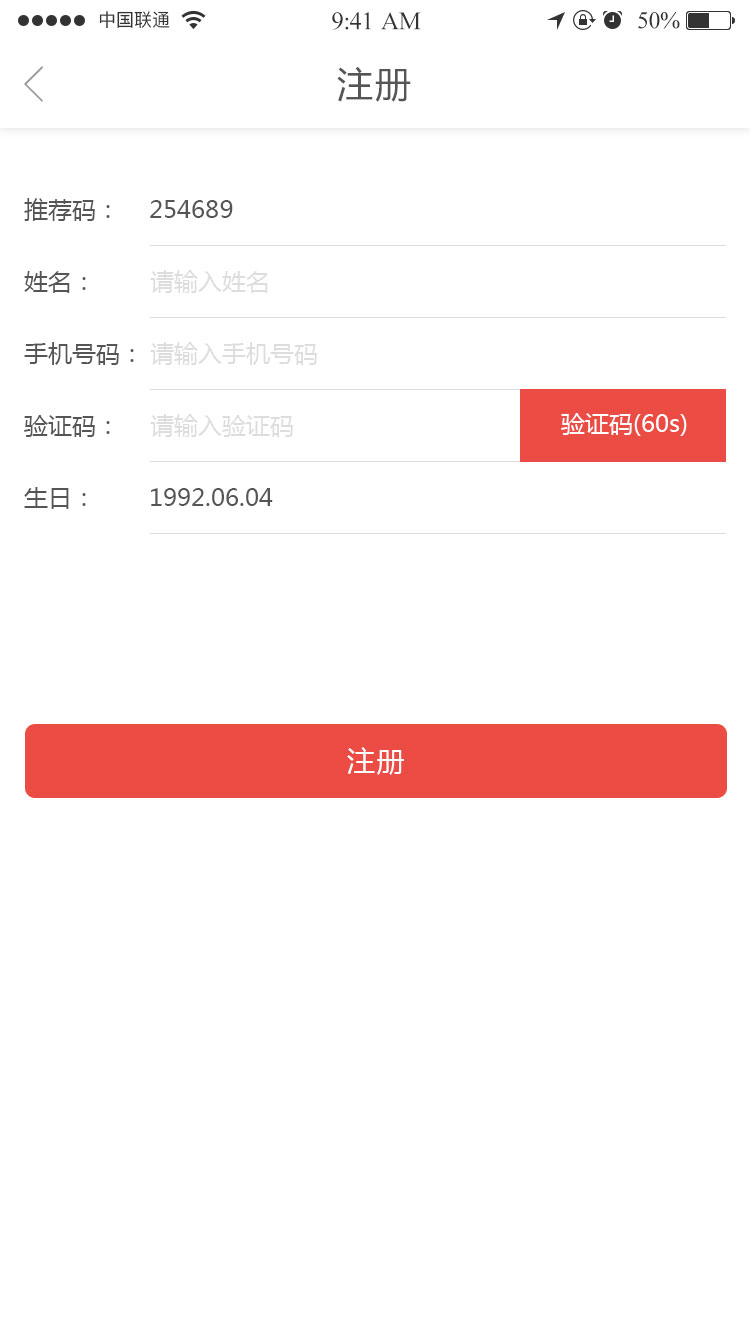 中国联通 9:41 AM 50%
注册
推荐码： 254689
姓名： 请输入姓名
手机号码： 请输入手机号码
验证码： 请输入验证码 验证码(60s)
生日： 1992.06.04
注册